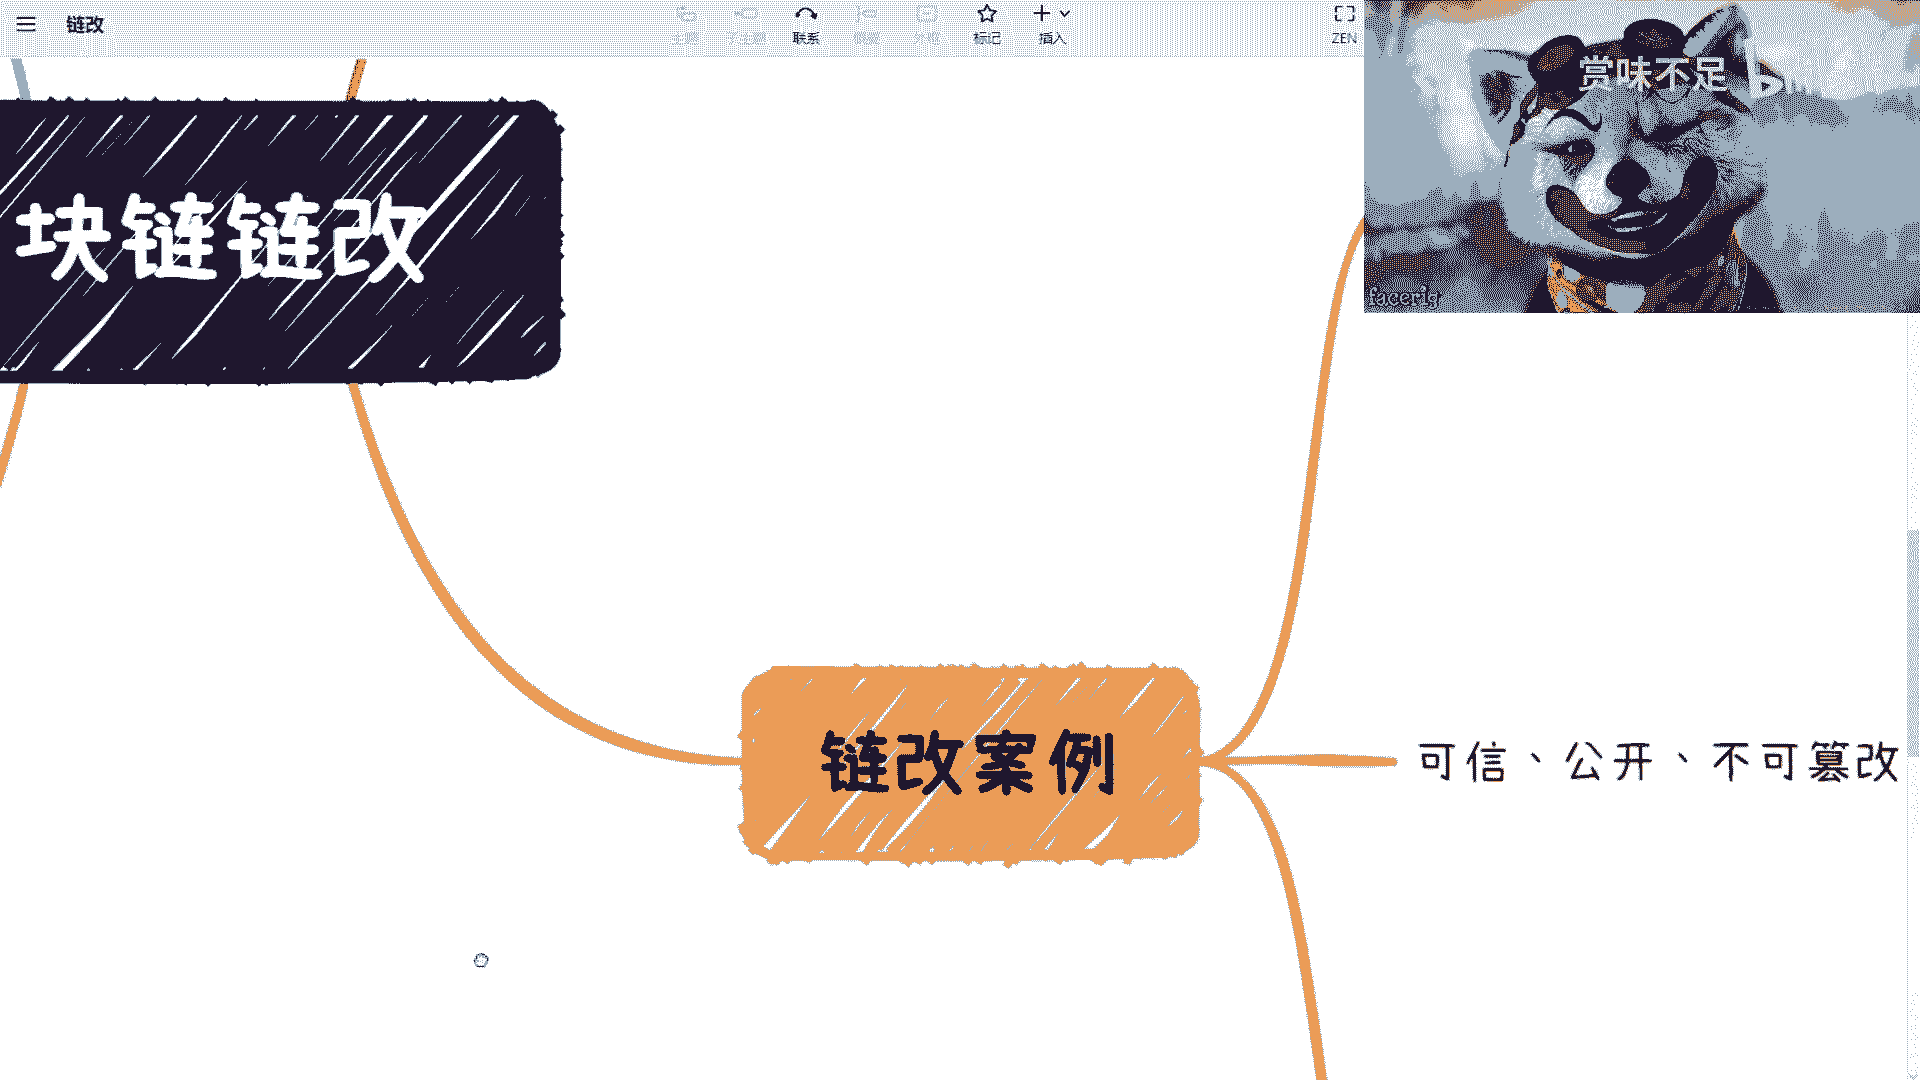 链改
主题
子主题
联系
概要
外框
标记
插入
ZEN
赏味不足
facerig
块链链改
链改案例
可信、公开、不可篡改